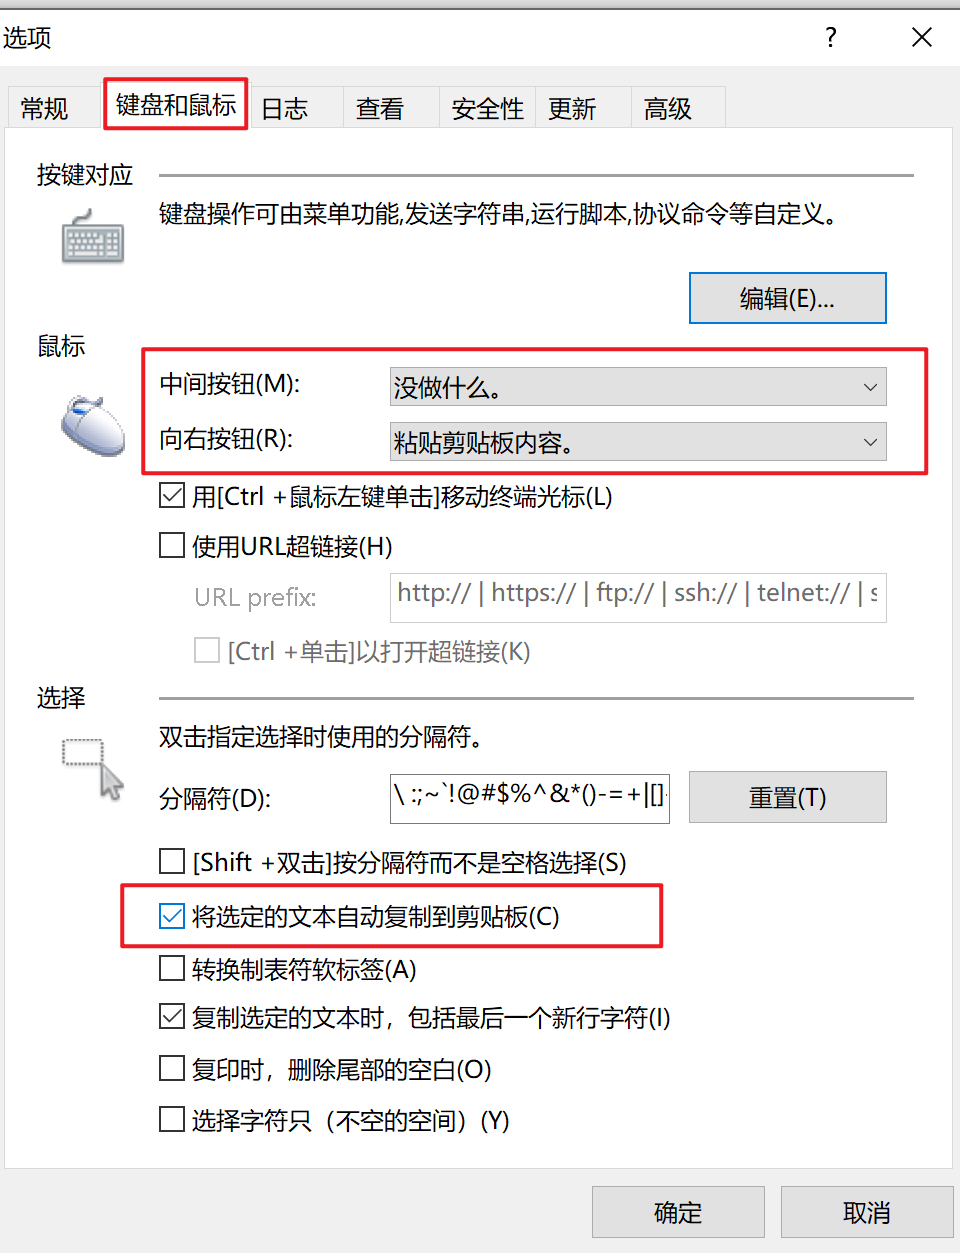 选项
?
常规 键盘和鼠标 日志 查看 安全性 更新 高级
按键对应
键盘操作可由菜单功能,发送字符串,运行脚本,协议命令等自定义。
编辑(E)...
鼠标
中间按钮(M): 没做什么。
向右按钮(R): 粘贴剪贴板内容。
用[Ctrl +鼠标左键单击]移动终端光标(L)
使用URL超链接(H)
URL prefix: http:// | https:// | ftp:// | ssh:// | telnet:// | s
[Ctrl +单击]以打开超链接(K)
选择
双击指定选择时使用的分隔符。
分隔符(D): \ :;~`!@#$%^&*()-=+|[] 重置(T)
[Shift +双击]按分隔符而不是空格选择(S)
将选定的文本自动复制到剪贴板(C)
转换制表符软标签(A)
复制选定的文本时，包括最后一个新行字符(I)
复印时，删除尾部的空白(O)
选择字符只（不空的空间）(Y)
确定 取消